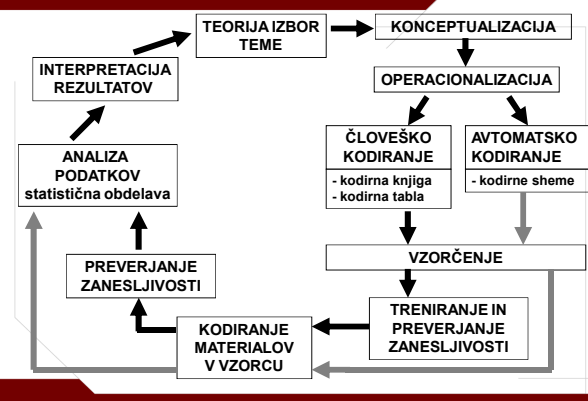 TEORIJA IZBOR
TEME
KONCEPTUALIZACIJA
OPERACIONALIZACIJA
ČLOVEŠKO
KODIRANJE
- kodirna knjiga
- kodirna tabla
AVTOMATSKO
KODIRANJE
- kodirne sheme
VZORČENJE
TRENIRANJE IN
PREVERJANJE
ZANESLJIVOSTI
KODIRANJE
MATERIALOV
V VZORCU
PREVERJANJE
ZANESLJIVOSTI
ANALIZA
PODATKOV
statistična obdelava
INTERPRETACIJA
REZULTATOV